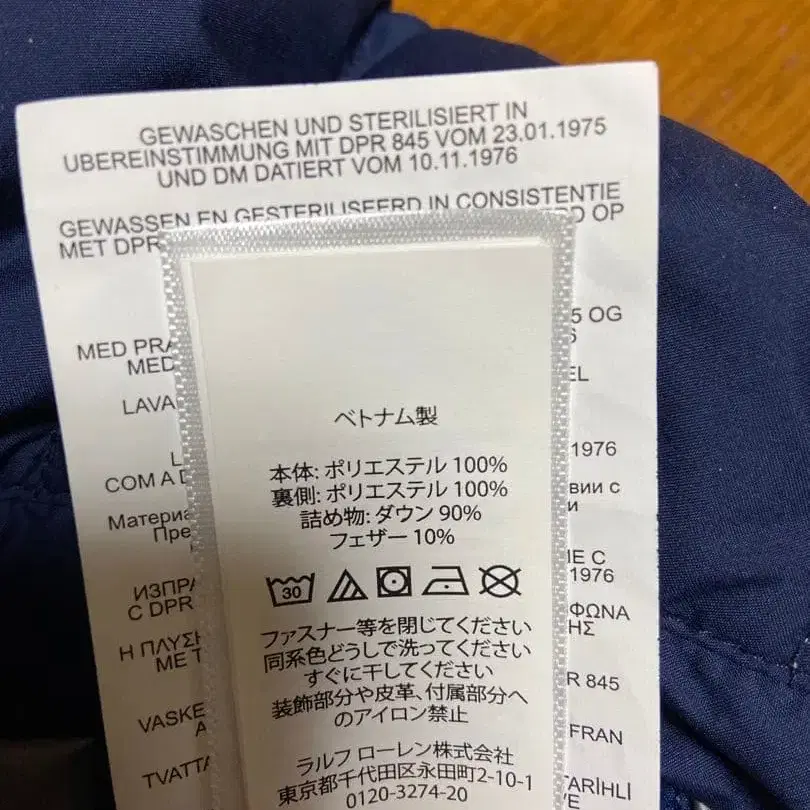 GEWASCHEN UND STERILISIERT IN
UBEREINSTIMMUNG MIT DPR 845 VOM 23.01.1975
UND DM DATIERT VOM 10.11.1976
GEWASSEN EN GESTERILISEERD IN CONSISTENTIE
MET DPR
OP
5 OG
MED
MED
EL
LAVA
1976
COM A D
ВИИ С
Материа
Пре
И
IE C
1976
ИЗПРА
С DPR
ΦΩΝΑ
ΗΣ
Η ΠΛΥΣΗ
ΜΕ Τ
R 845
VASKE
A
FRAN
TVATTA
TARİHLİ
VE
ベトナム製
本体: ポリエステル 100%
裏側: ポリエステル 100%
詰め物: ダウン 90%
フェザー 10%
30
ファスナー等を閉じてください
同系色どうしで洗ってください
すぐに干してください
装飾部分や皮革、付属部分へ
のアイロン禁止
ラルフ ローレン株式会社
東京都千代田区永田町2-10-1
0120-3274-20